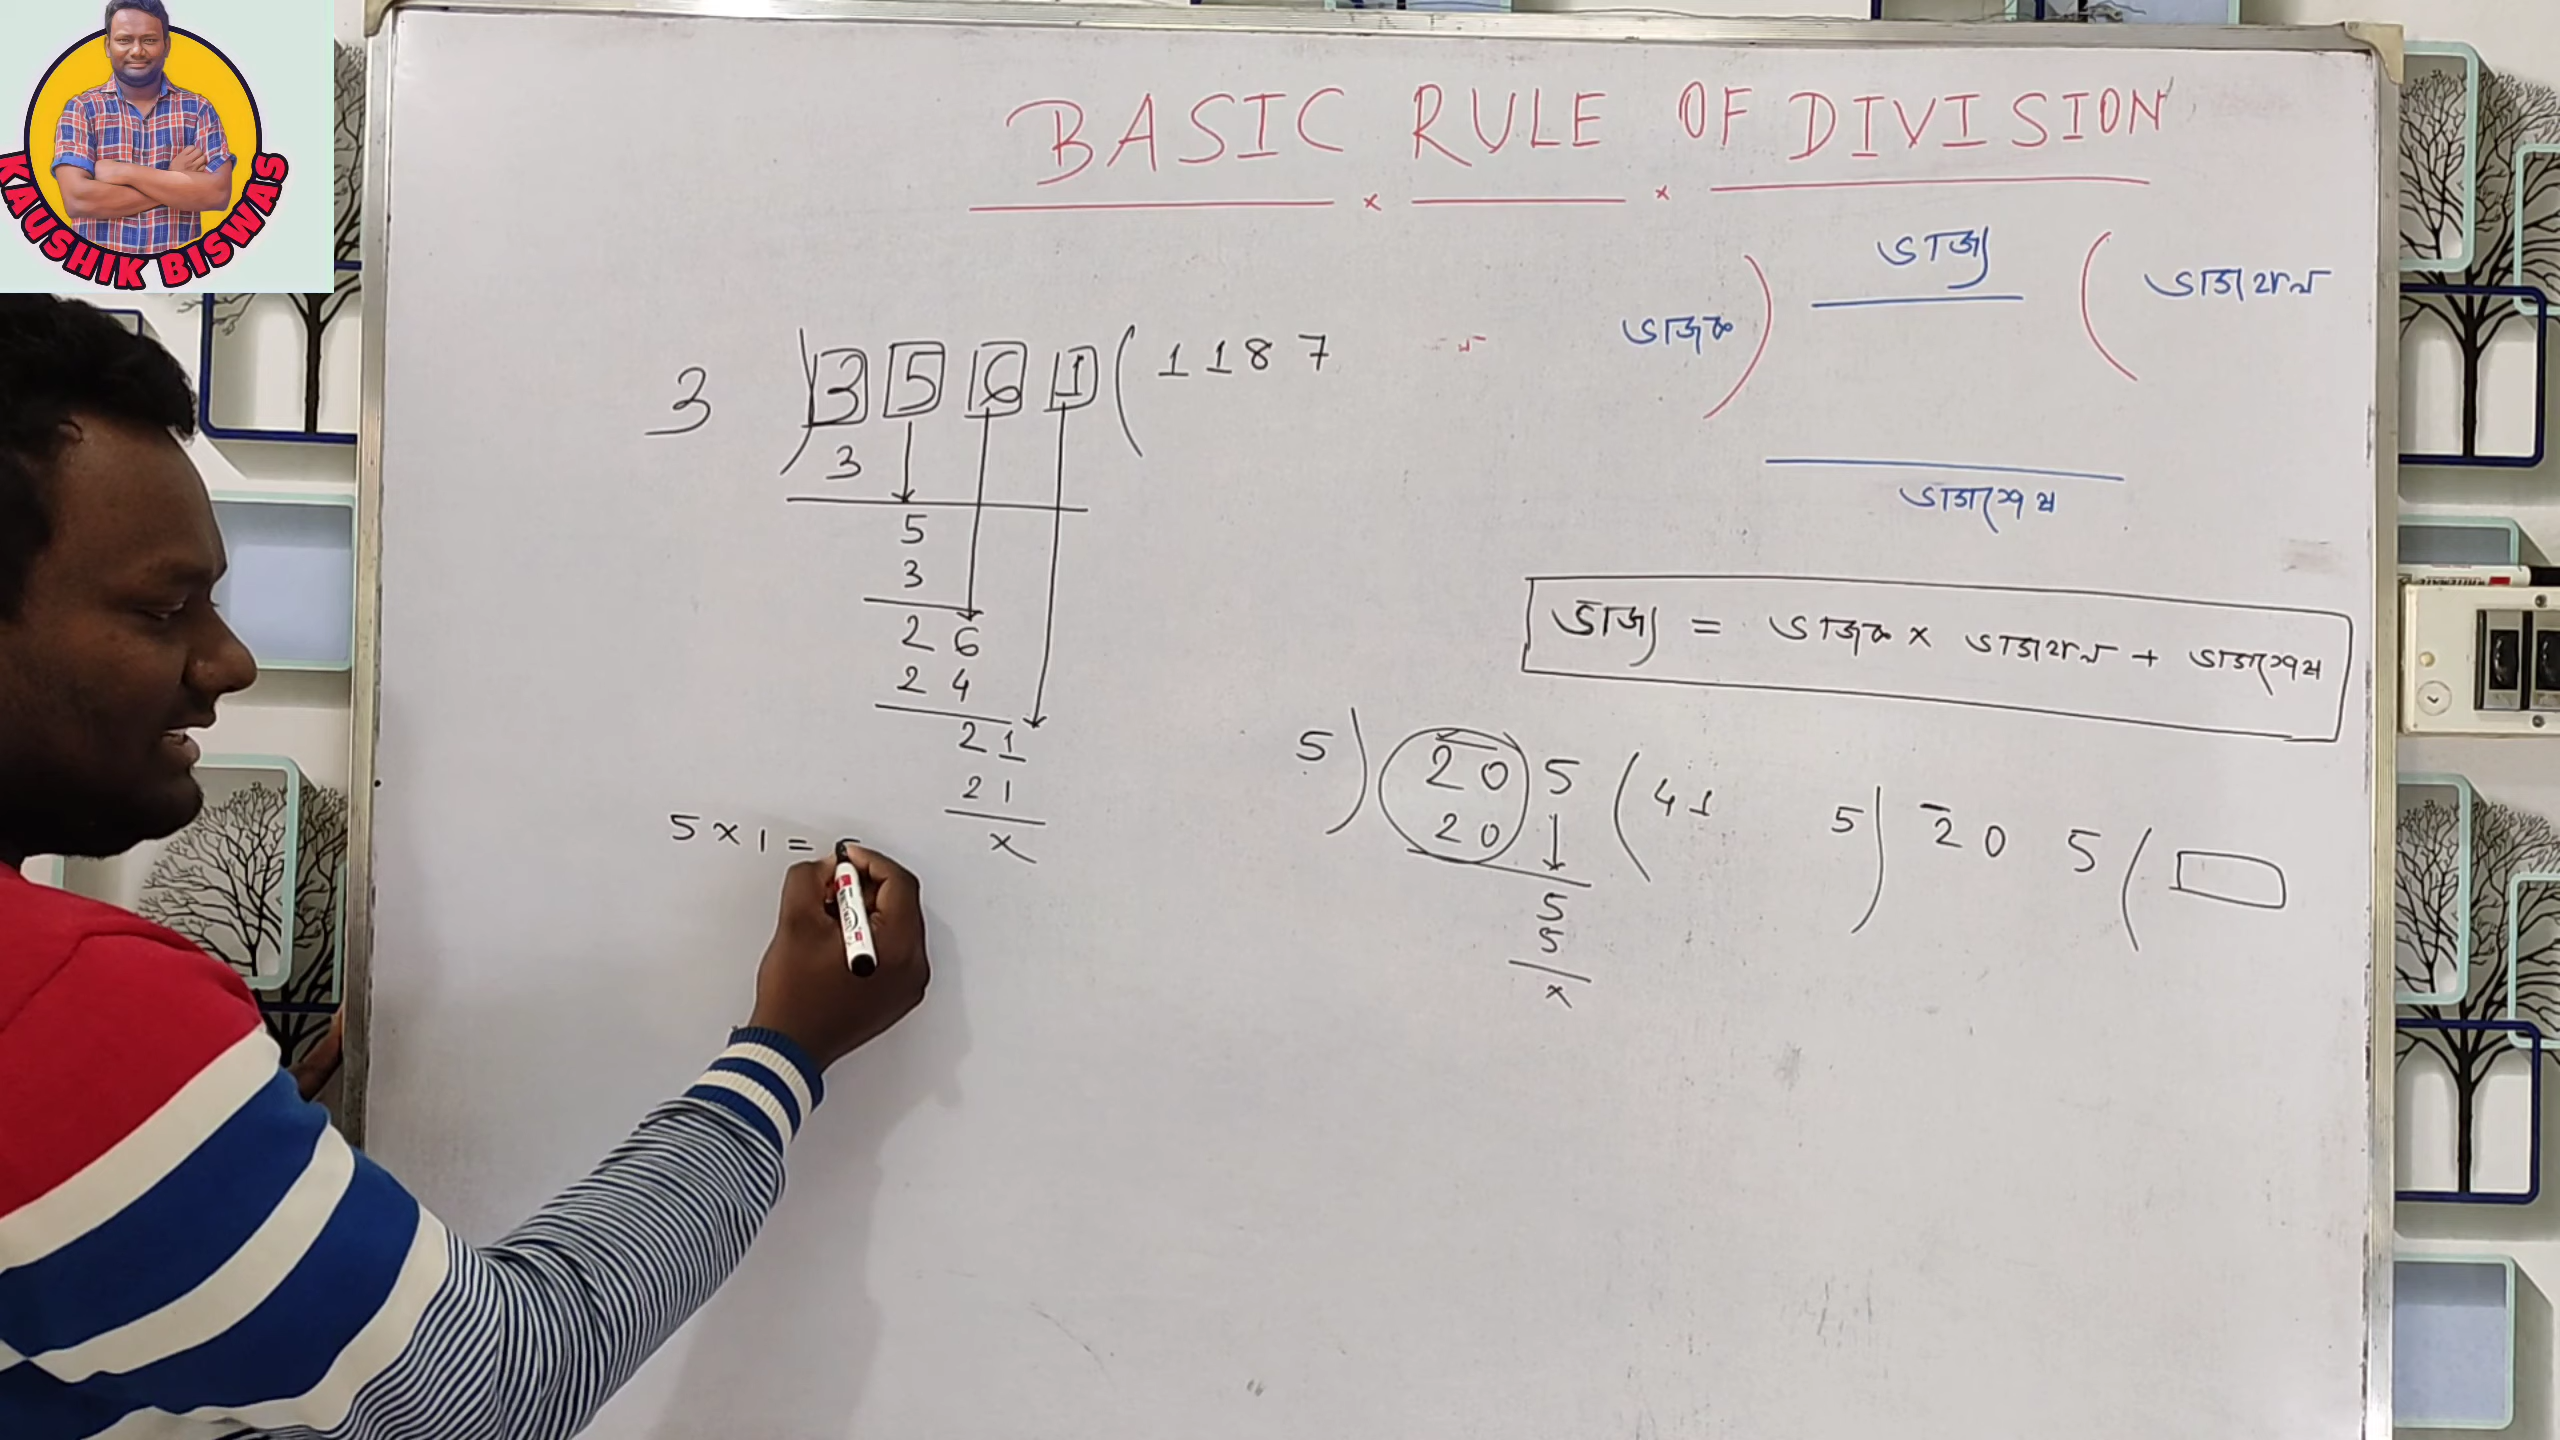 KAUSHIK BISWAS
BASIC RULE OF DIVISION
ভাজক ) ভাজ্য ( ভাগফল
ভাগশেষ
ভাজ্য = ভাজক × ভাগফল + ভাগশেষ
3 ) 3 5 6 1 ( 1 1 8 7
3
5
3
2 6
2 4
2 1
2 1
×
5 × 1 =
5 ) 2 0 5 ( 4 1
2 0
5
5
×
5 ) 2 0 5 (